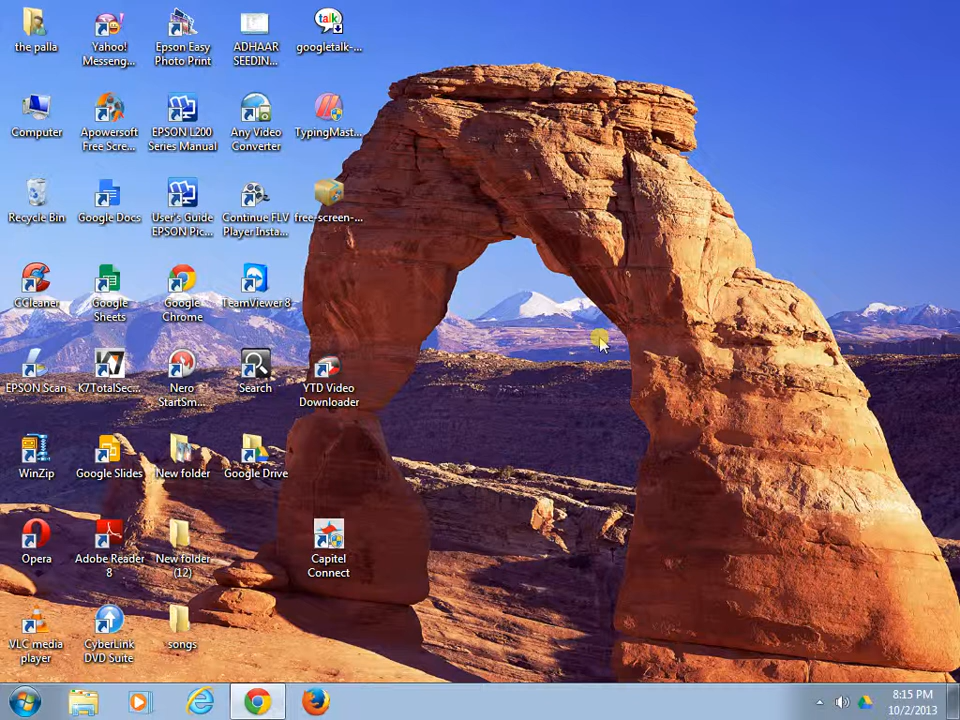 the palla
Yahoo!
Messeng...
Epson Easy
Photo Print
ADHAAR
SEEDIN...
talk
googletalk-...
Computer
Apowersoft
Free Scre...
EPSON L200
Series Manual
Any Video
Converter
TypingMast...
Recycle Bin
Google Docs
User's Guide
EPSON Pic...
Continue FLV
Player Insta...
free-screen-...
CCleaner
Google
Sheets
Google
Chrome
TeamViewer 8
EPSON Scan
K7TotalSec...
Nero
StartSm...
Search
YTD Video
Downloader
WinZip
Google Slides
New folder
Google Drive
Opera
Adobe Reader
8
New folder
(12)
Capitel
Connect
VLC media
player
CyberLink
DVD Suite
songs
8:15 PM
10/2/2013